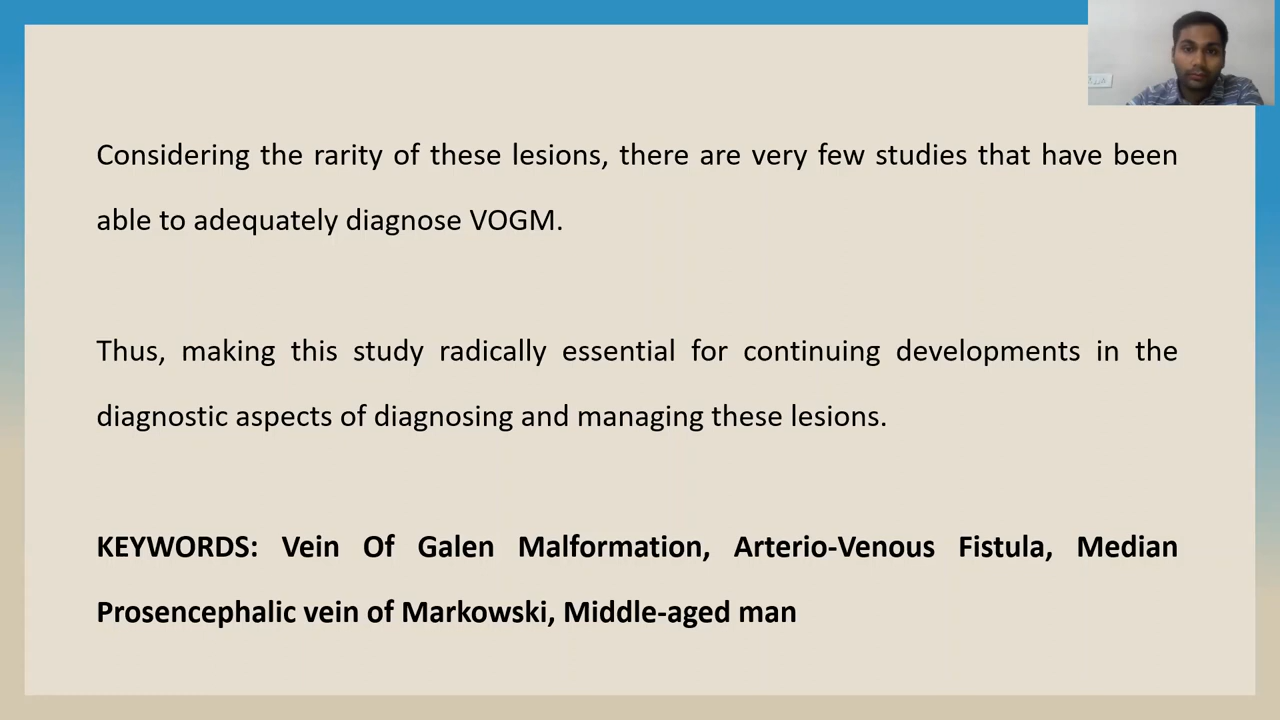 Considering the rarity of these lesions, there are very few studies that have been
able to adequately diagnose VOGM.
Thus, making this study radically essential for continuing developments in the
diagnostic aspects of diagnosing and managing these lesions.
KEYWORDS: Vein Of Galen Malformation, Arterio-Venous Fistula, Median
Prosencephalic vein of Markowski, Middle-aged man